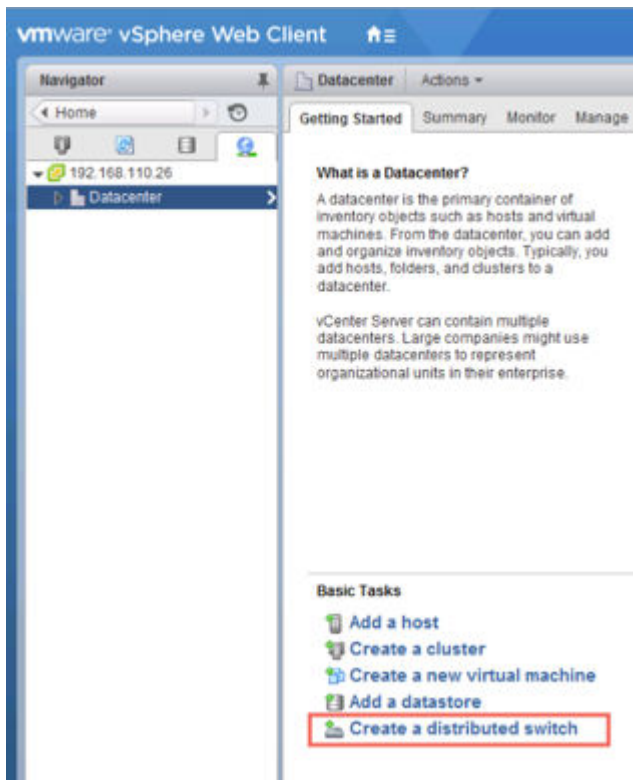 vmware vSphere Web Client
Navigator
Home
192.168.110.26
Datacenter
Datacenter Actions
Getting Started Summary Monitor Manage
What is a Datacenter?
A datacenter is the primary container of
inventory objects such as hosts and virtual
machines. From the datacenter, you can add
and organize inventory objects. Typically, you
add hosts, folders, and clusters to a
datacenter.
vCenter Server can contain multiple
datacenters. Large companies might use
multiple datacenters to represent
organizational units in their enterprise.
Basic Tasks
Add a host
Create a cluster
Create a new virtual machine
Add a datastore
Create a distributed switch